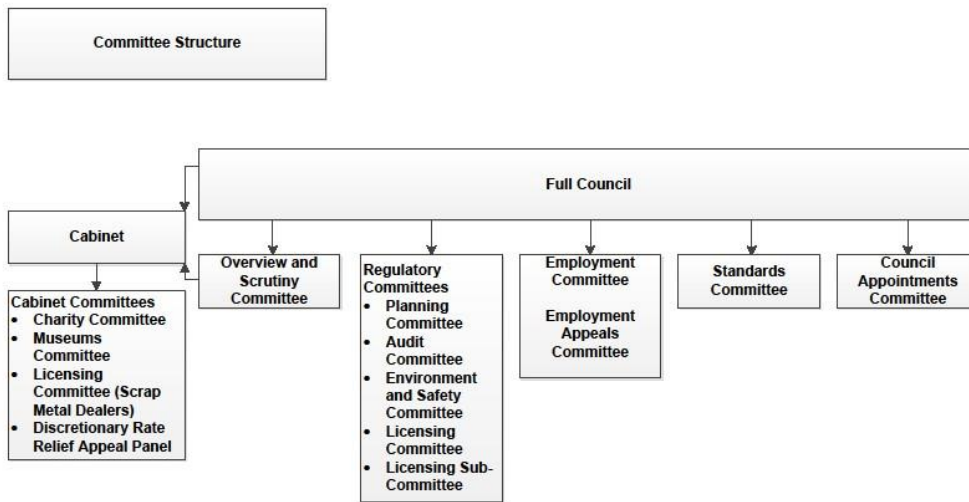 Committee Structure
Full Council
Cabinet
Cabinet Committees
• Charity Committee
• Museums
Committee
• Licensing
Committee (Scrap
Metal Dealers)
• Discretionary Rate
Relief Appeal Panel
Overview and
Scrutiny
Committee
Regulatory
Committees
• Planning
Committee
• Audit
Committee
• Environment
and Safety
Committee
• Licensing
Committee
• Licensing Sub-
Committee
Employment
Committee
Employment
Appeals
Committee
Standards
Committee
Council
Appointments
Committee